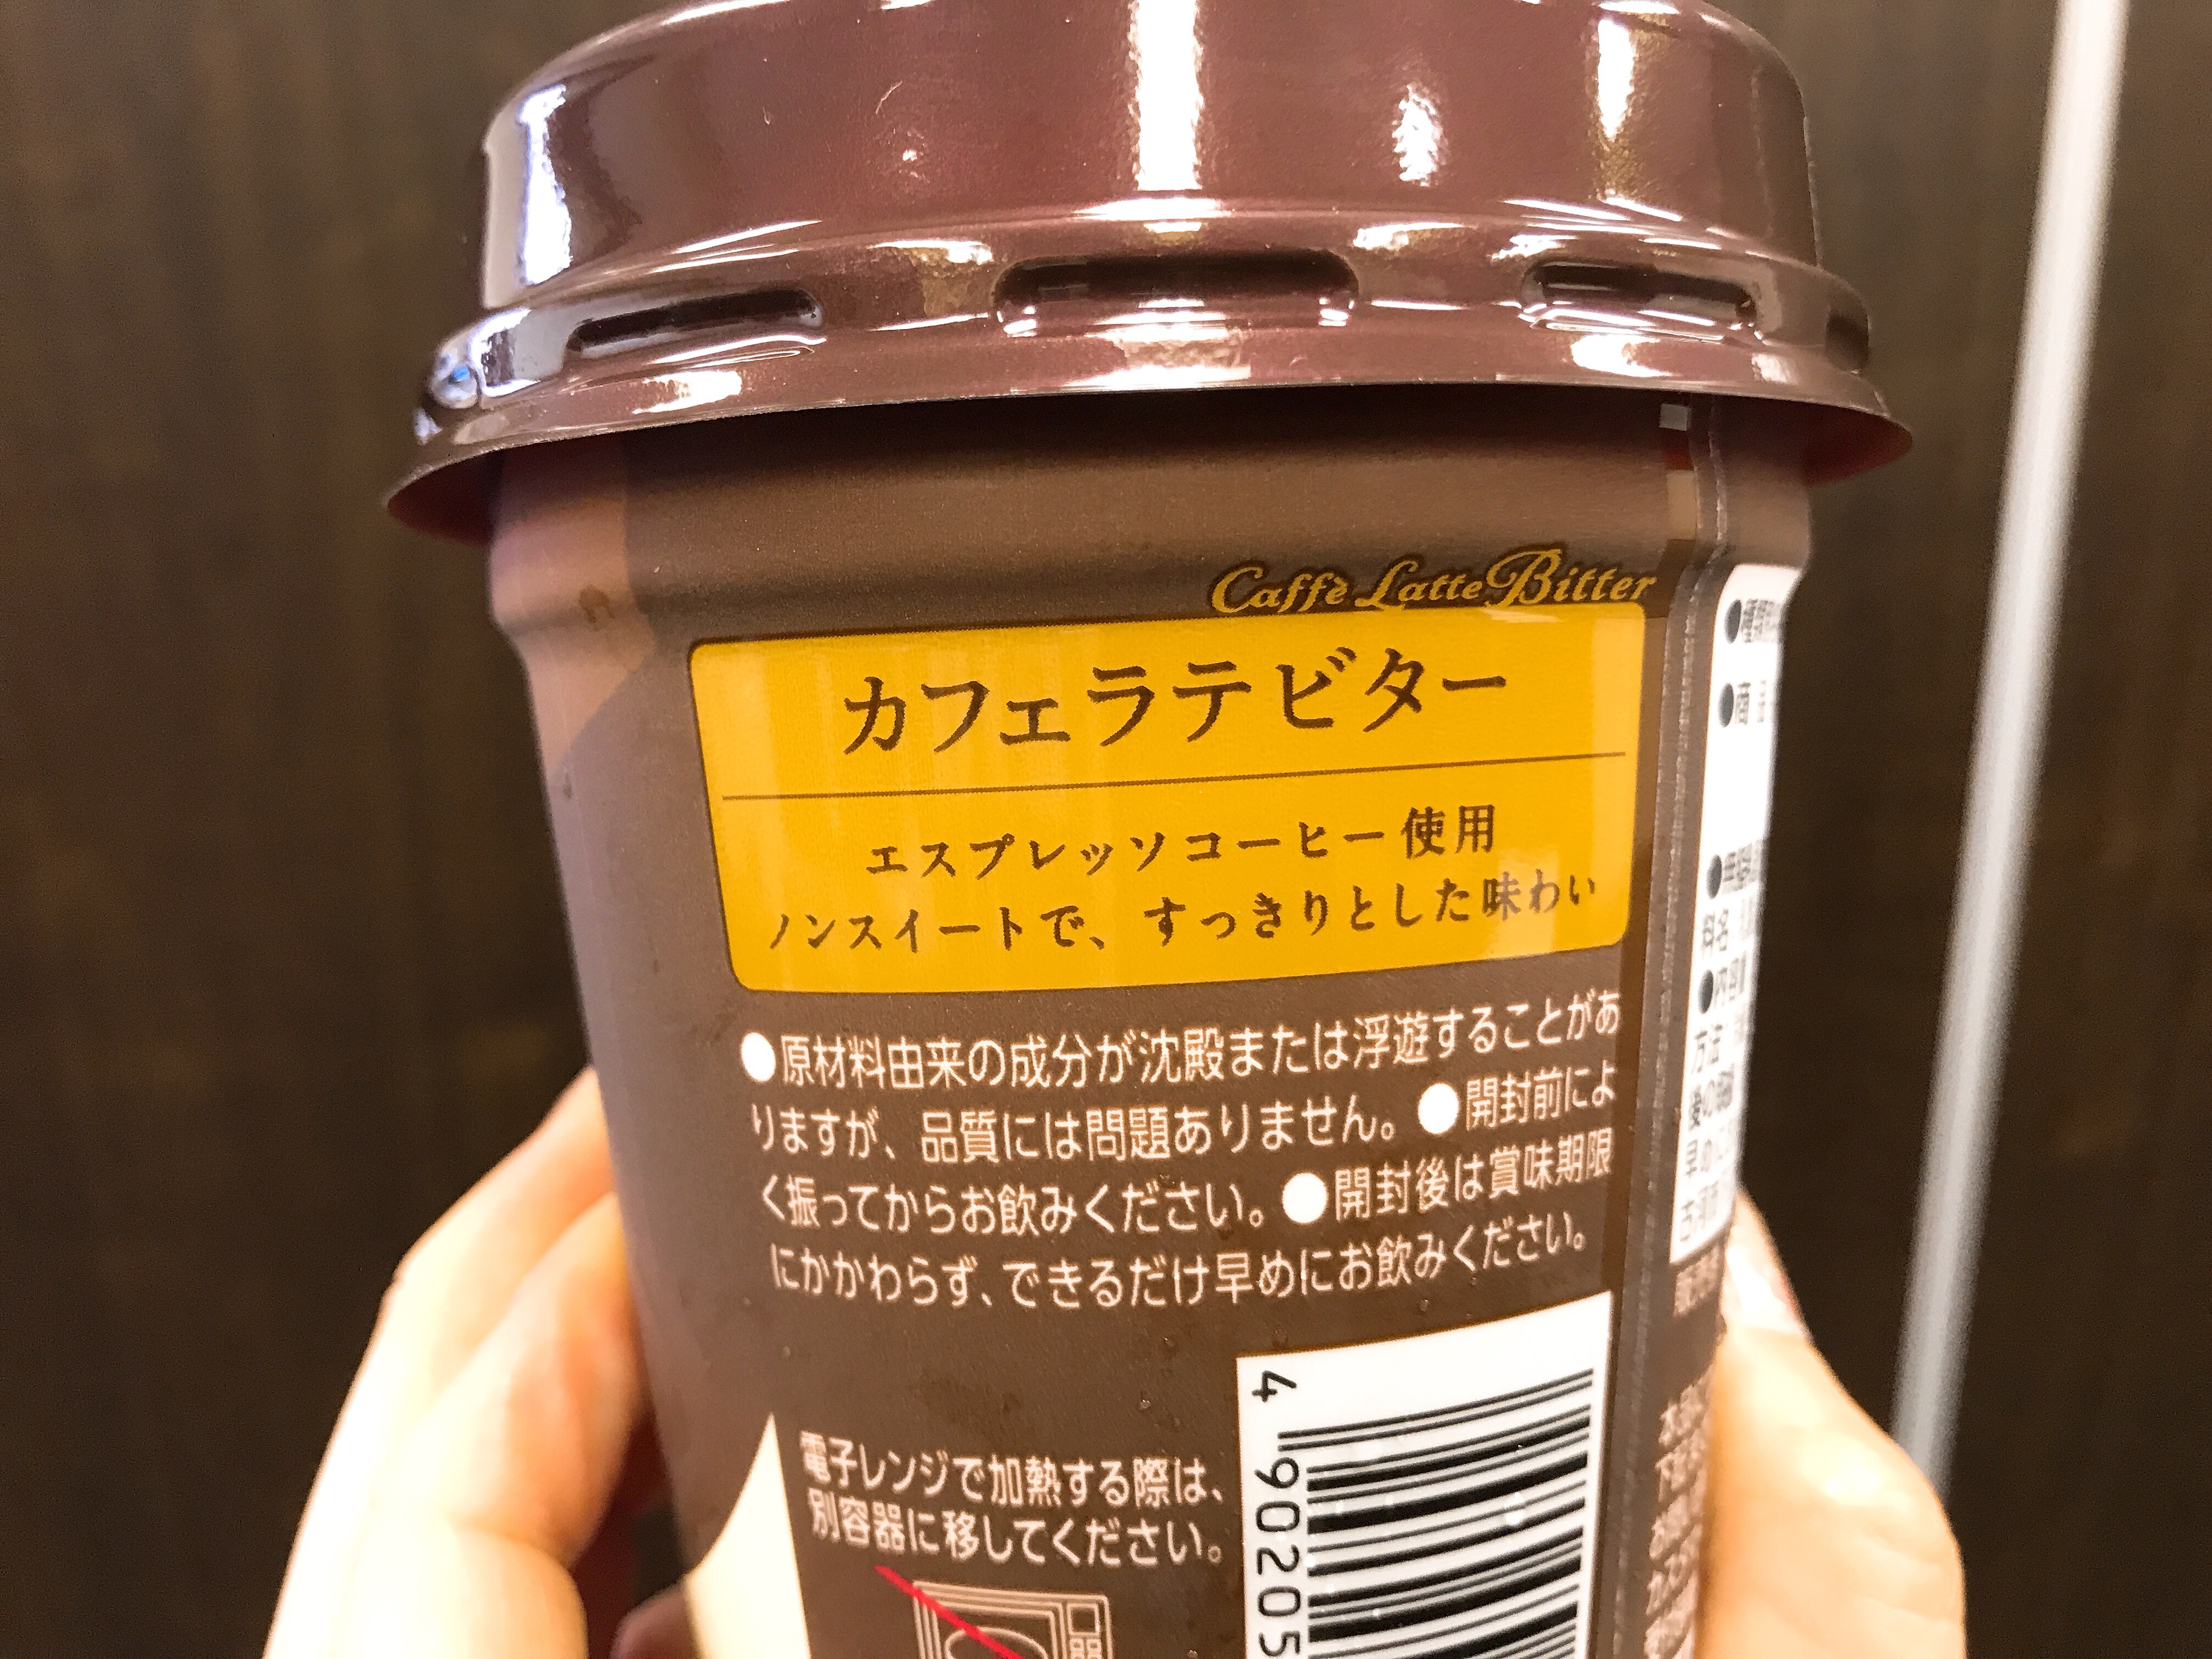 Caffè Latte Bitter
カフェラテ ビター
エスプレッソコーヒー使用
ノンスイートで、すっきりとした味わい
●原材料由来の成分が沈殿または浮遊することがあ
りますが、品質には問題ありません。●開封前によ
く振ってからお飲みください。●開封後は賞味期限
にかかわらず、できるだけ早めにお飲みください。
電子レンジで加熱する際は、
別容器に移してください。
4 90205